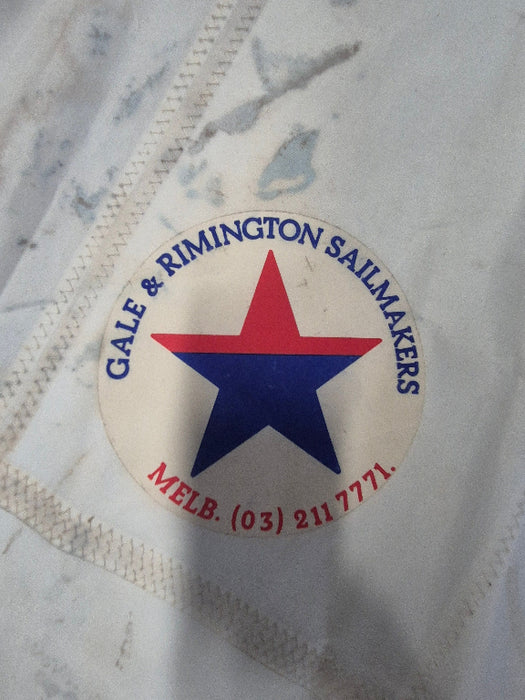 GALE & RIMINGTON SAILMAKERS
MELB. (03) 211 7771.